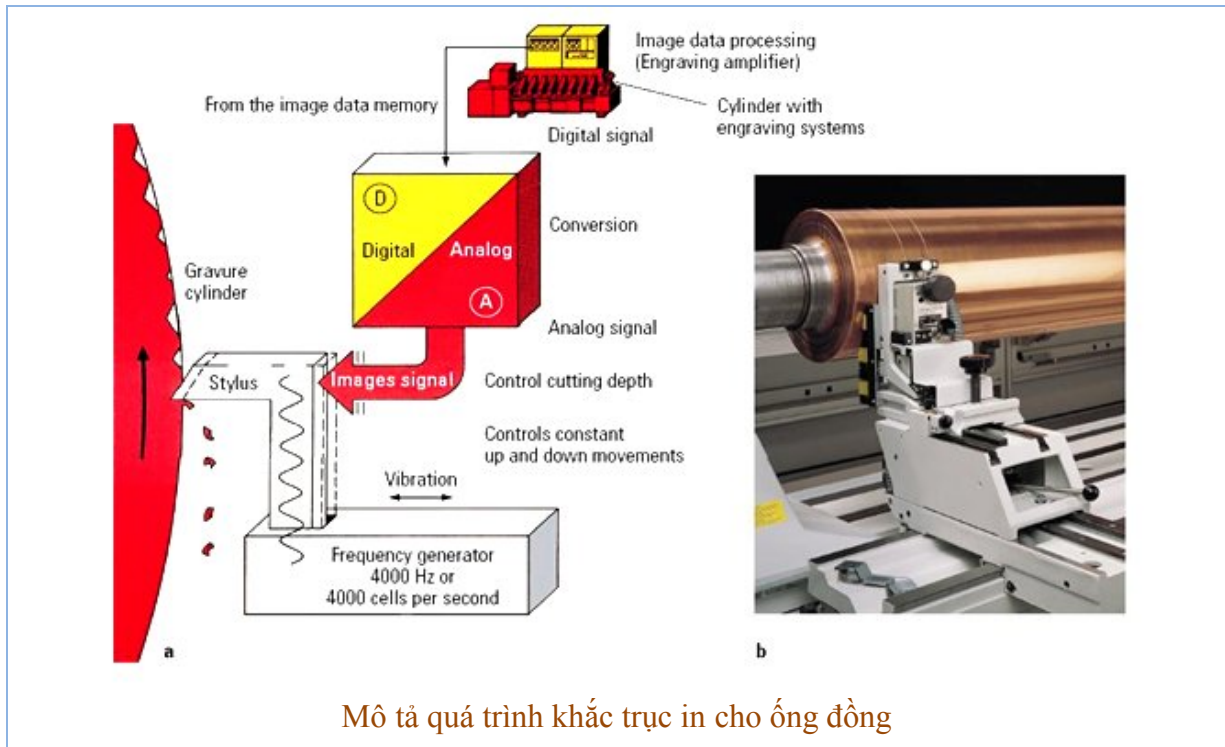 Image data processing
(Engraving amplifier)
From the image data memory
Cylinder with
engraving systems
Digital signal
D
Digital
Analog
A
Conversion
Gravure
cylinder
Analog signal
Stylus
Images signal
Control cutting depth
Controls constant
up and down movements
Vibration
Frequency generator
4000 Hz or
4000 cells per second
a
b
Mô tả quá trình khắc trục in cho ống đồng